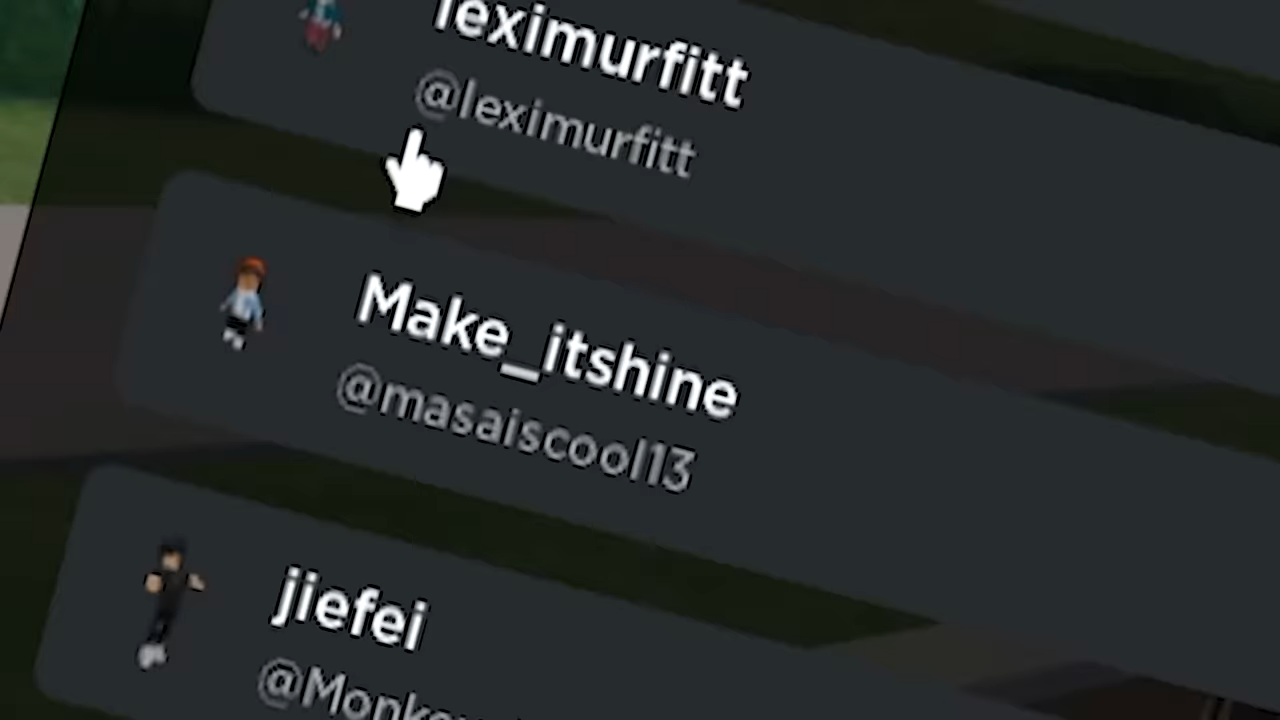 leximurfitt
@leximurfitt
Make_itshine
@masaiscool13
jiefei